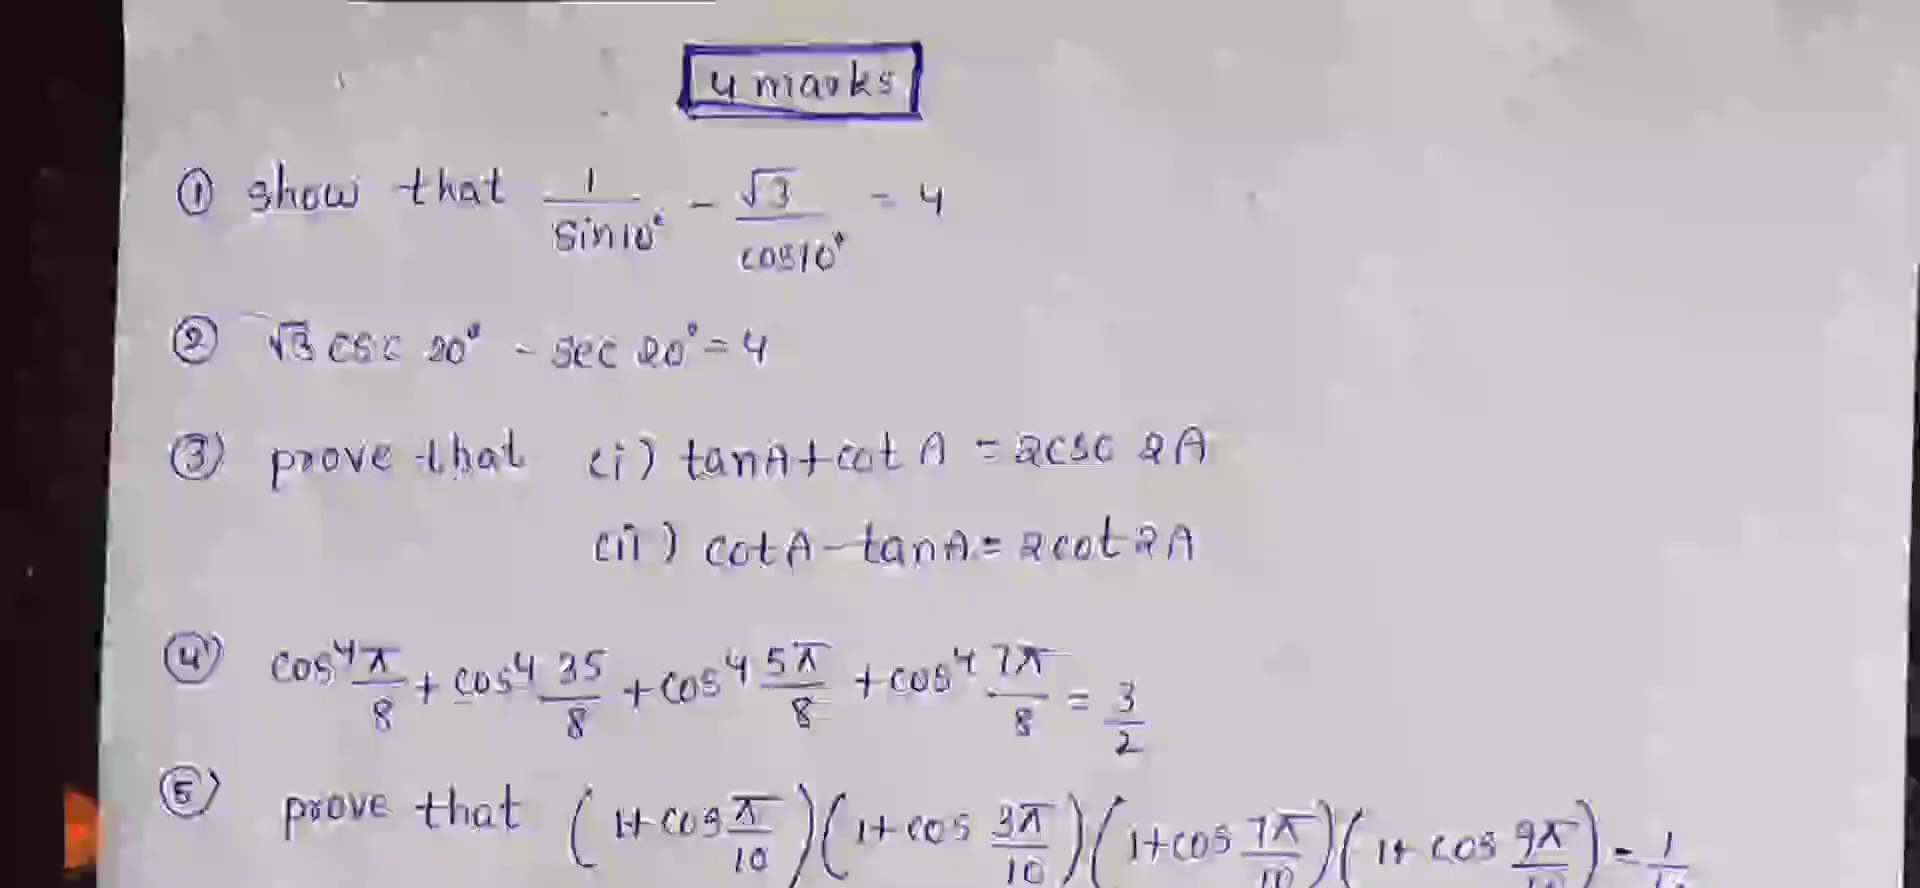 4 marks
① show that 1/sin10° - √3/cos10° = 4
② √3 csc 20° - sec 20° = 4
③ prove that (i) tanA + cot A = 2csc 2A
(ii) cotA - tanA = 2cot2A
④ cos⁴ π/8 + cos⁴ 35/8 + cos⁴ 5π/8 + cos⁴ 7π/8 = 3/2
⑤ prove that (1+cos π/10)(1+cos 3π/10)(1+cos 7π/10)(1+cos 9π/10) =